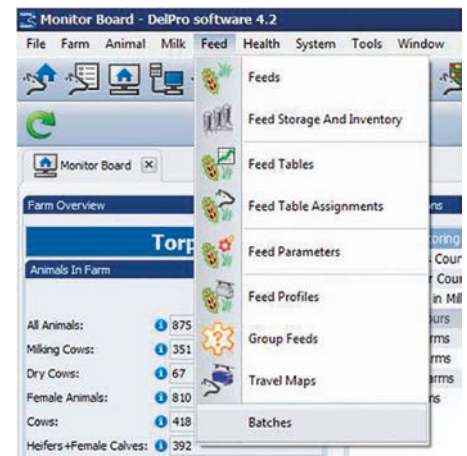 Monitor Board - DelPro software 4.2
File Farm Animal Milk Feed Health System Tools Window
Feeds
Feed Storage And Inventory
Monitor Board
Feed Tables
Farm Overview
Feed Table Assignments
Torp
Animals In Farm
Feed Parameters
Feed Profiles
All Animals: 875
Milking Cows: 351
Group Feeds
Dry Cows: 67
Travel Maps
Female Animals: 810
Cows: 418
Batches
Heifers+Female Calves: 392